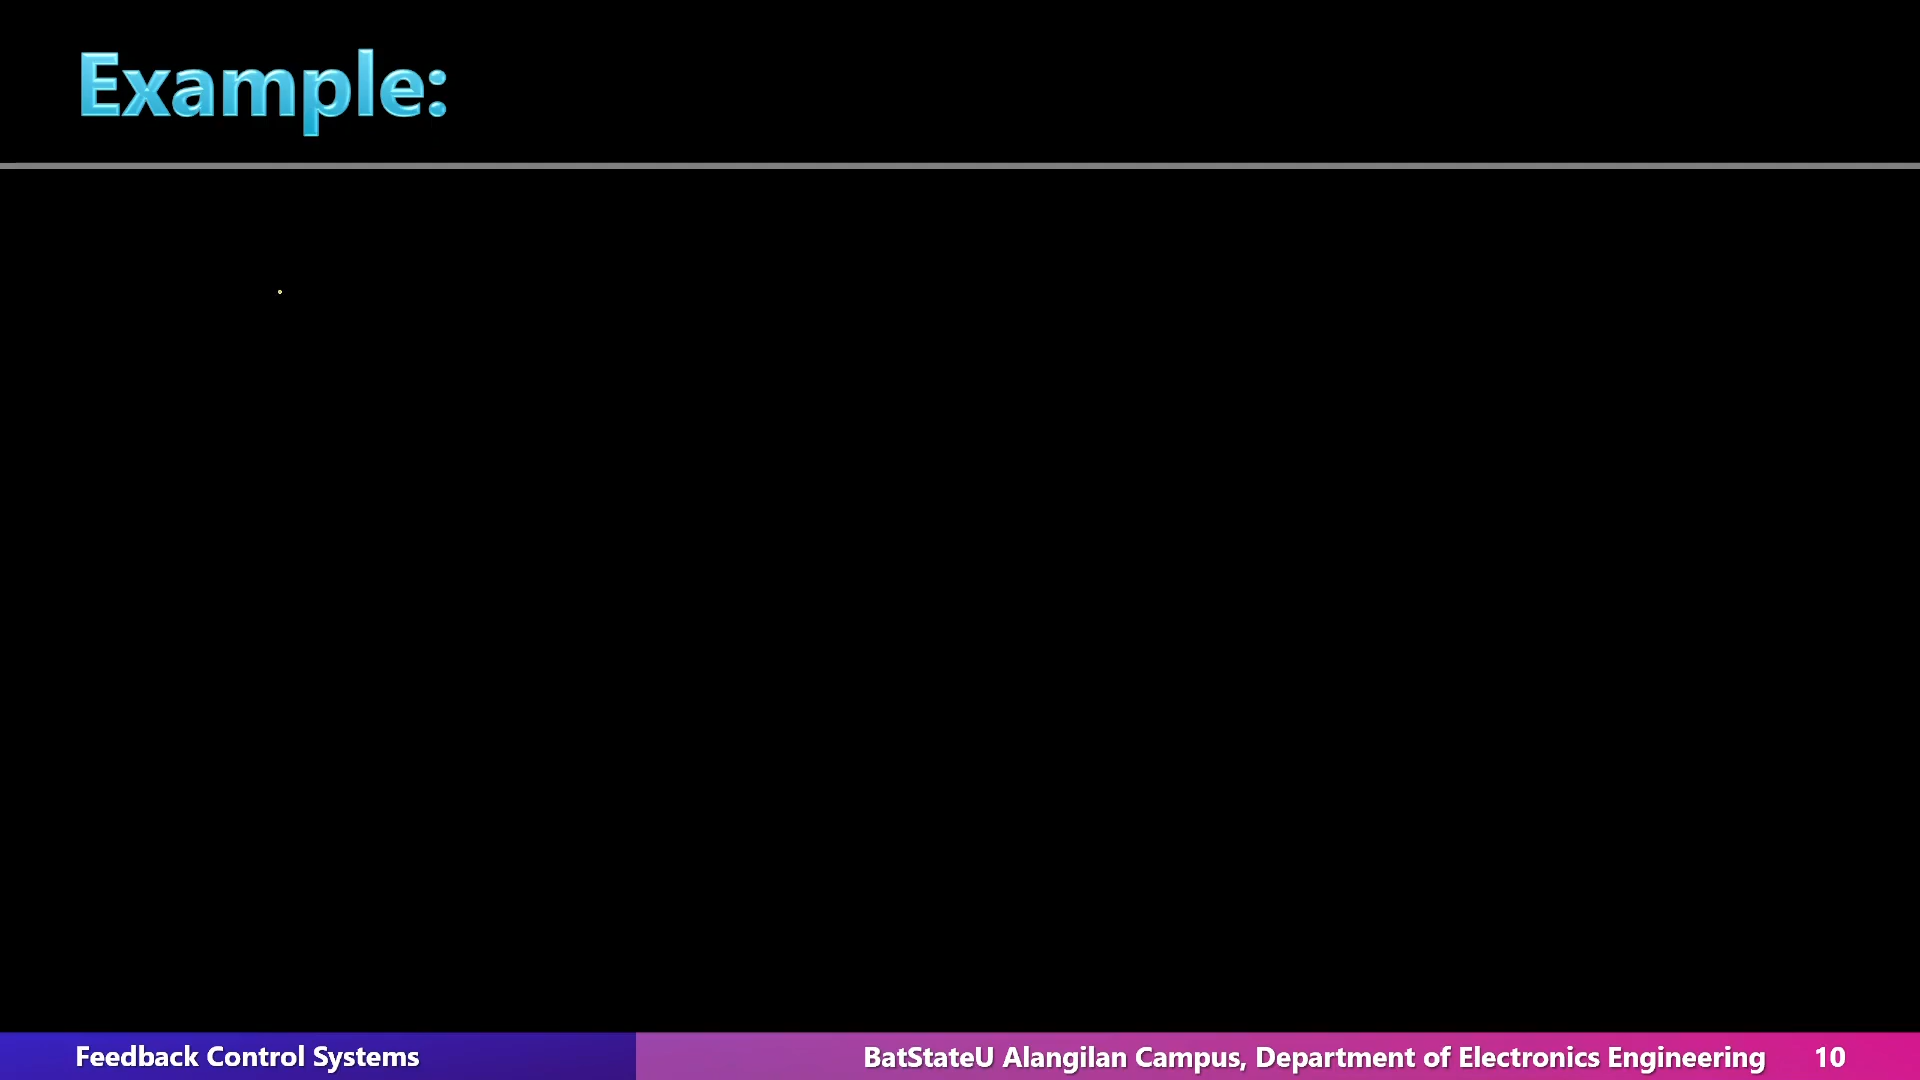 Example:
Feedback Control Systems
BatStateU Alangilan Campus, Department of Electronics Engineering
10